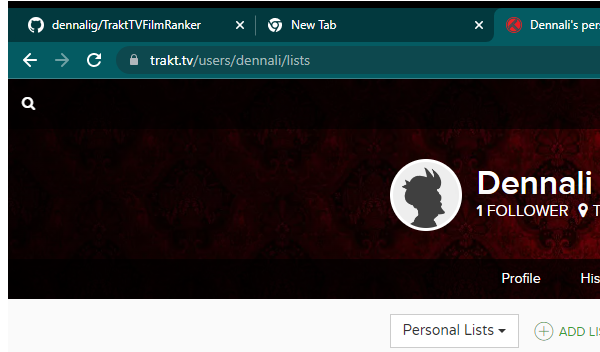 dennalig/TraktTVFilmRanker
New Tab
Dennali's pers
trakt.tv/users/dennali/lists
Dennali
1 FOLLOWER
Profile
His
Personal Lists
ADD LIS